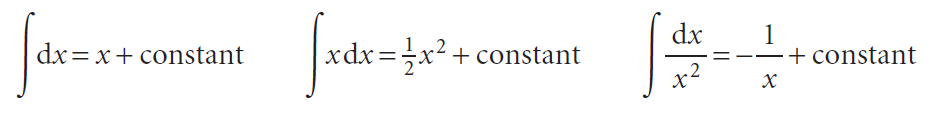 ∫dx = x + constant ∫x dx = ½x² + constant ∫dx/x² = −1/x + constant